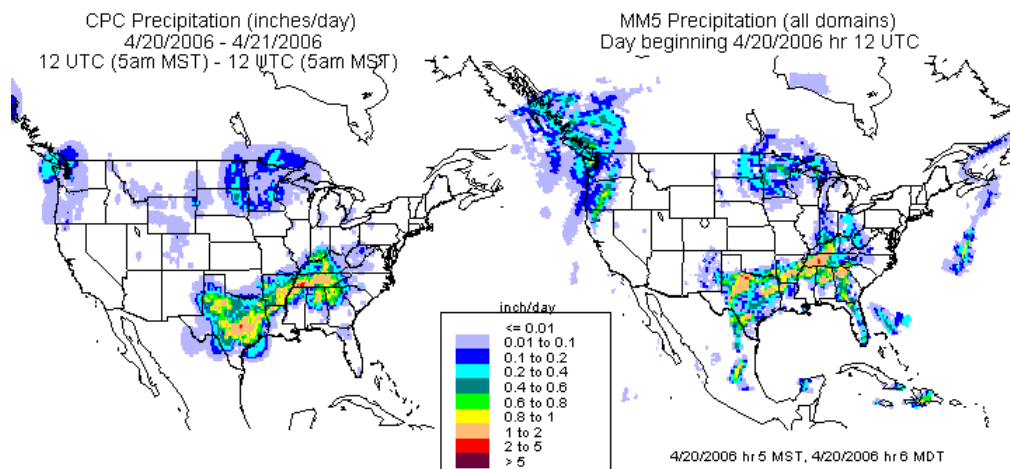 CPC Precipitation (inches/day)
4/20/2006 - 4/21/2006
12 UTC (5am MST) - 12 UTC (5am MST)
MM5 Precipitation (all domains)
Day beginning 4/20/2006 hr 12 UTC
inch/day
<= 0.01
0.01 to 0.1
0.1 to 0.2
0.2 to 0.4
0.4 to 0.6
0.6 to 0.8
0.8 to 1
1 to 2
2 to 5
> 5
4/20/2006 hr 5 MST, 4/20/2006 hr 6 MDT